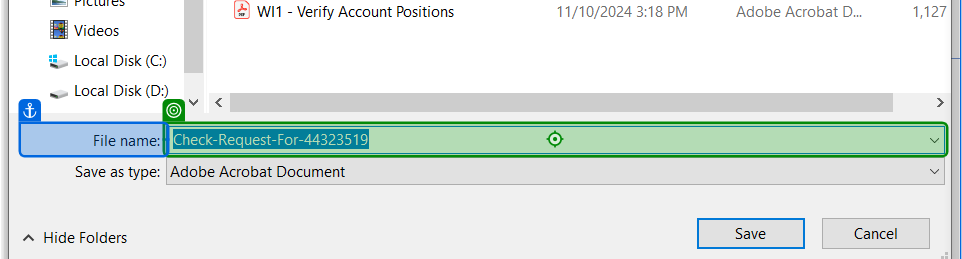 Pictures
WI1 - Verify Account Positions 11/10/2024 3:18 PM Adobe Acrobat D... 1,127
Videos
Local Disk (C:)
Local Disk (D:)
File name: Check-Request-For-44323519
Save as type: Adobe Acrobat Document
Hide Folders Save Cancel